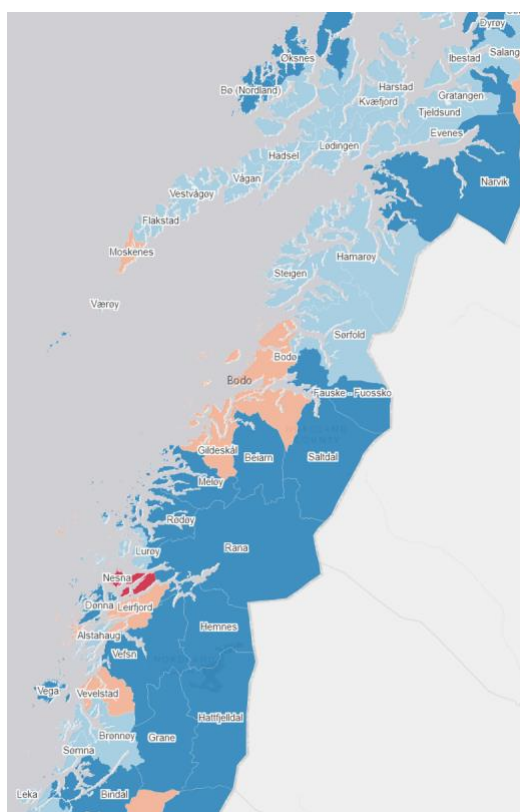 Dyrøy
Øksnes
Ibestad
Salang
Bø (Nordland)
Harstad
Kvæfjord
Gratangen
Tjeldsund
Evenes
Lødingen
Hadsel
Narvik
Vågan
Vestvågøy
Flakstad
Moskenes
Hamarøy
Steigen
Værøy
Sørfold
Bodø
Bodo
Fauske - Fuossko
Gildeskål
Beiarn
Saltdal
Meløy
Rødøy
Lurøy
Rana
Nesna
Dønna
Leirfjord
Alstahaug
Hemnes
Vefsn
Vega
Vevelstad
Brønnøy
Grane
Hattfjelldal
Sømna
Leka
Bindal